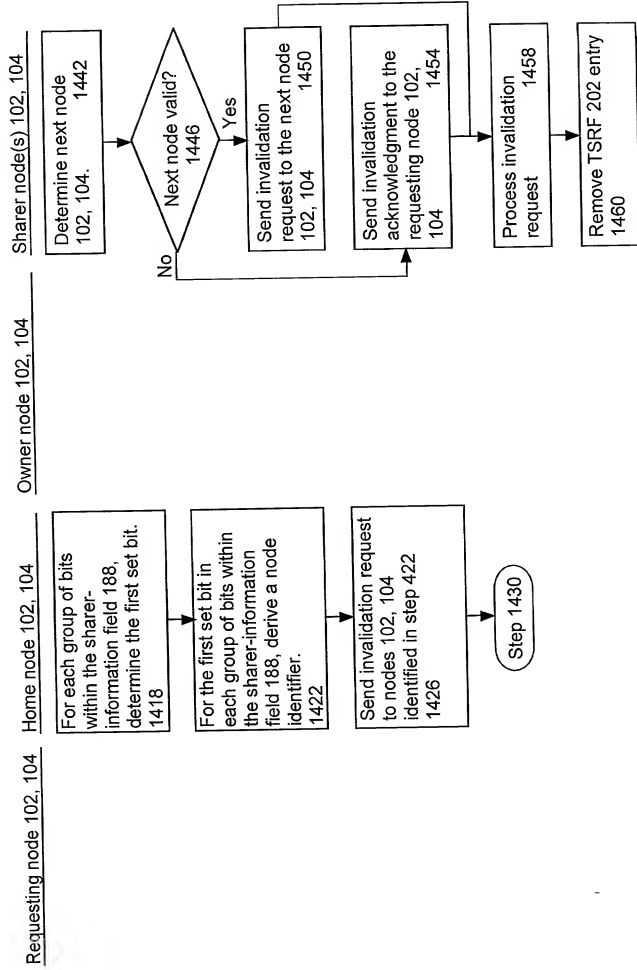 Requesting node 102, 104
Home node 102, 104
For each group of bits
within the sharer-
information field 188,
determine the first set bit.
1418
For the first set bit in
each group of bits within
the sharer-information
field 188, derive a node
identifier.
1422
Send invalidation request
to nodes 102, 104
identified in step 422
1426
Step 1430
Owner node 102, 104
Sharer node(s) 102, 104
Determine next node
102, 104. 1442
Next node valid?
1446
No
Yes
Send invalidation 1450
request to the next node
102, 104
Send invalidation
acknowledgment to the
requesting node 102,
104 1454
Process invalidation
request 1458
Remove TSRF 202 entry
1460